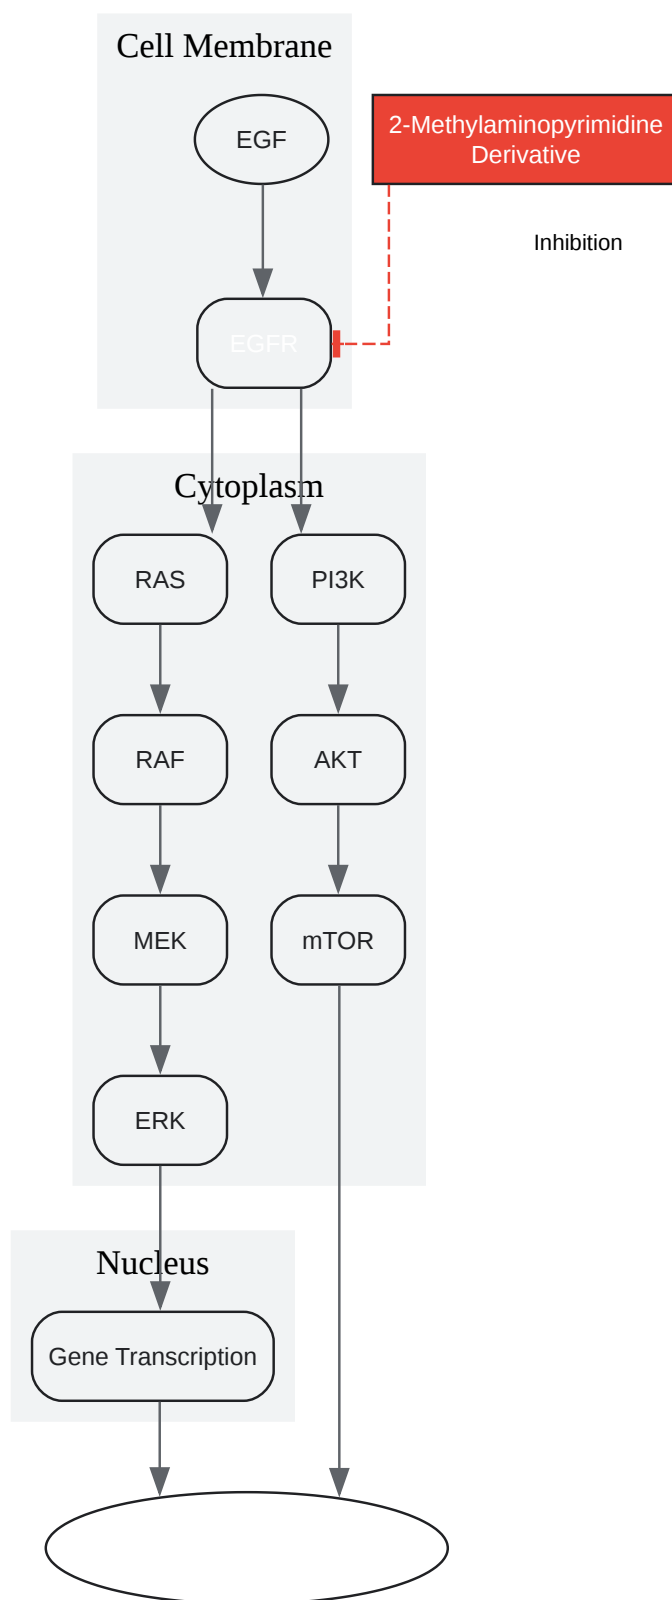 Cell Membrane
EGF
2-Methylaminopyrimidine
Derivative
Inhibition
EGFR
Cytoplasm
RAS
PI3K
RAF
AKT
MEK
mTOR
ERK
Nucleus
Gene Transcription